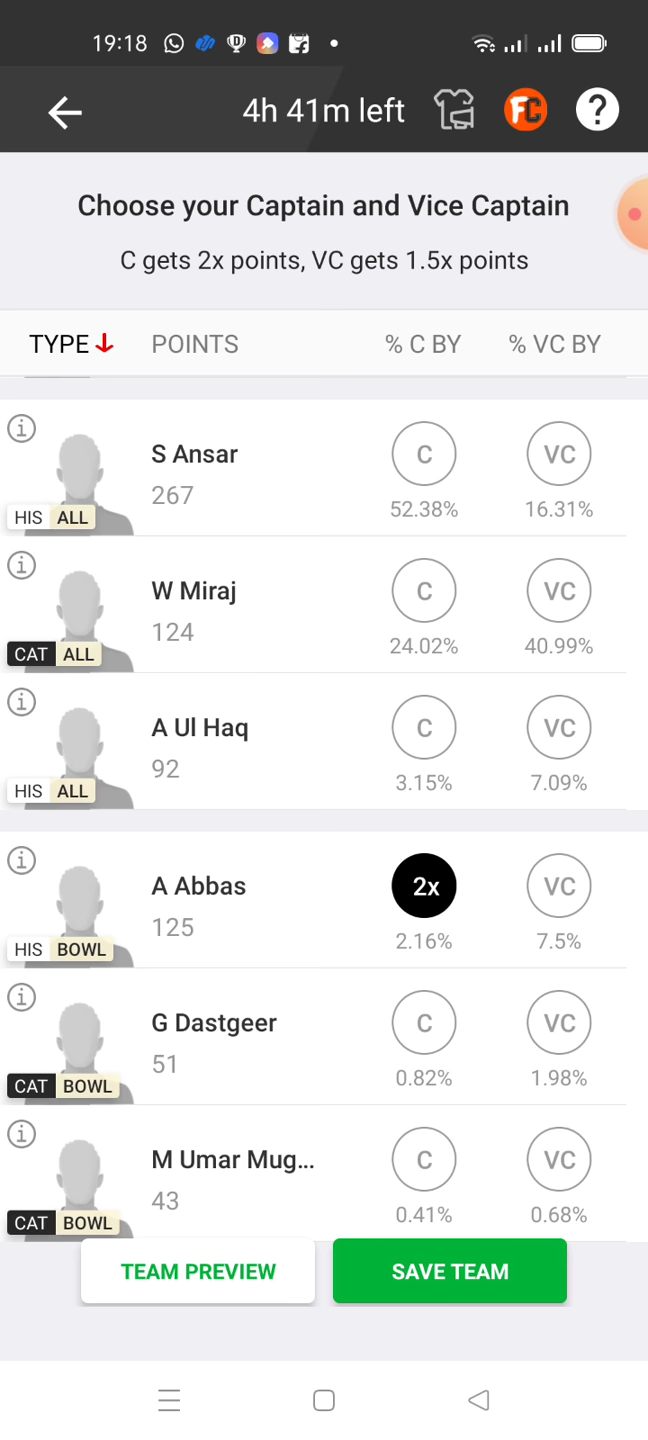 19:18
4h 41m left
FC
?
Choose your Captain and Vice Captain
C gets 2x points, VC gets 1.5x points
TYPE POINTS % C BY % VC BY
S Ansar
267
C
VC
52.38%
16.31%
HIS ALL
W Miraj
124
C
VC
24.02%
40.99%
CAT ALL
A Ul Haq
92
C
VC
3.15%
7.09%
HIS ALL
A Abbas
125
2x
VC
2.16%
7.5%
HIS BOWL
G Dastgeer
51
C
VC
0.82%
1.98%
CAT BOWL
M Umar Mug...
43
C
VC
0.41%
0.68%
CAT BOWL
TEAM PREVIEW
SAVE TEAM